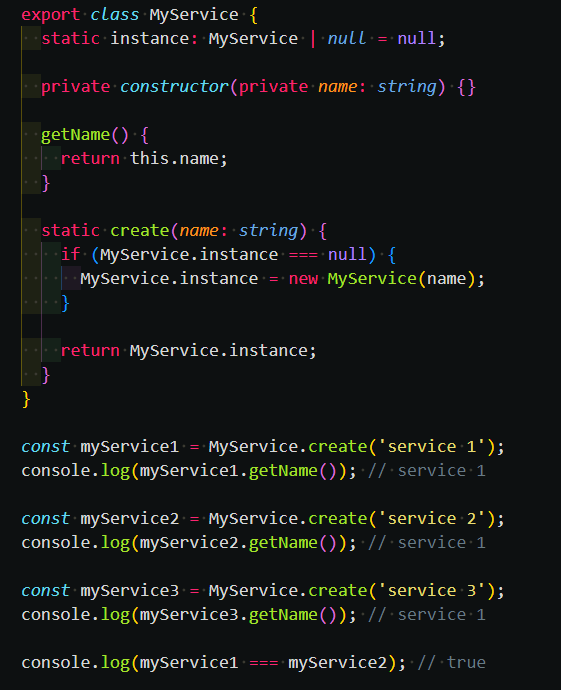 export class MyService {
  static instance: MyService | null = null;

  private constructor(private name: string) {}

  getName() {
    return this.name;
  }

  static create(name: string) {
    if (MyService.instance === null) {
      MyService.instance = new MyService(name);
    }

    return MyService.instance;
  }
}

const myService1 = MyService.create('service 1');
console.log(myService1.getName()); // service 1

const myService2 = MyService.create('service 2');
console.log(myService2.getName()); // service 1

const myService3 = MyService.create('service 3');
console.log(myService3.getName()); // service 1

console.log(myService1 === myService2); // true